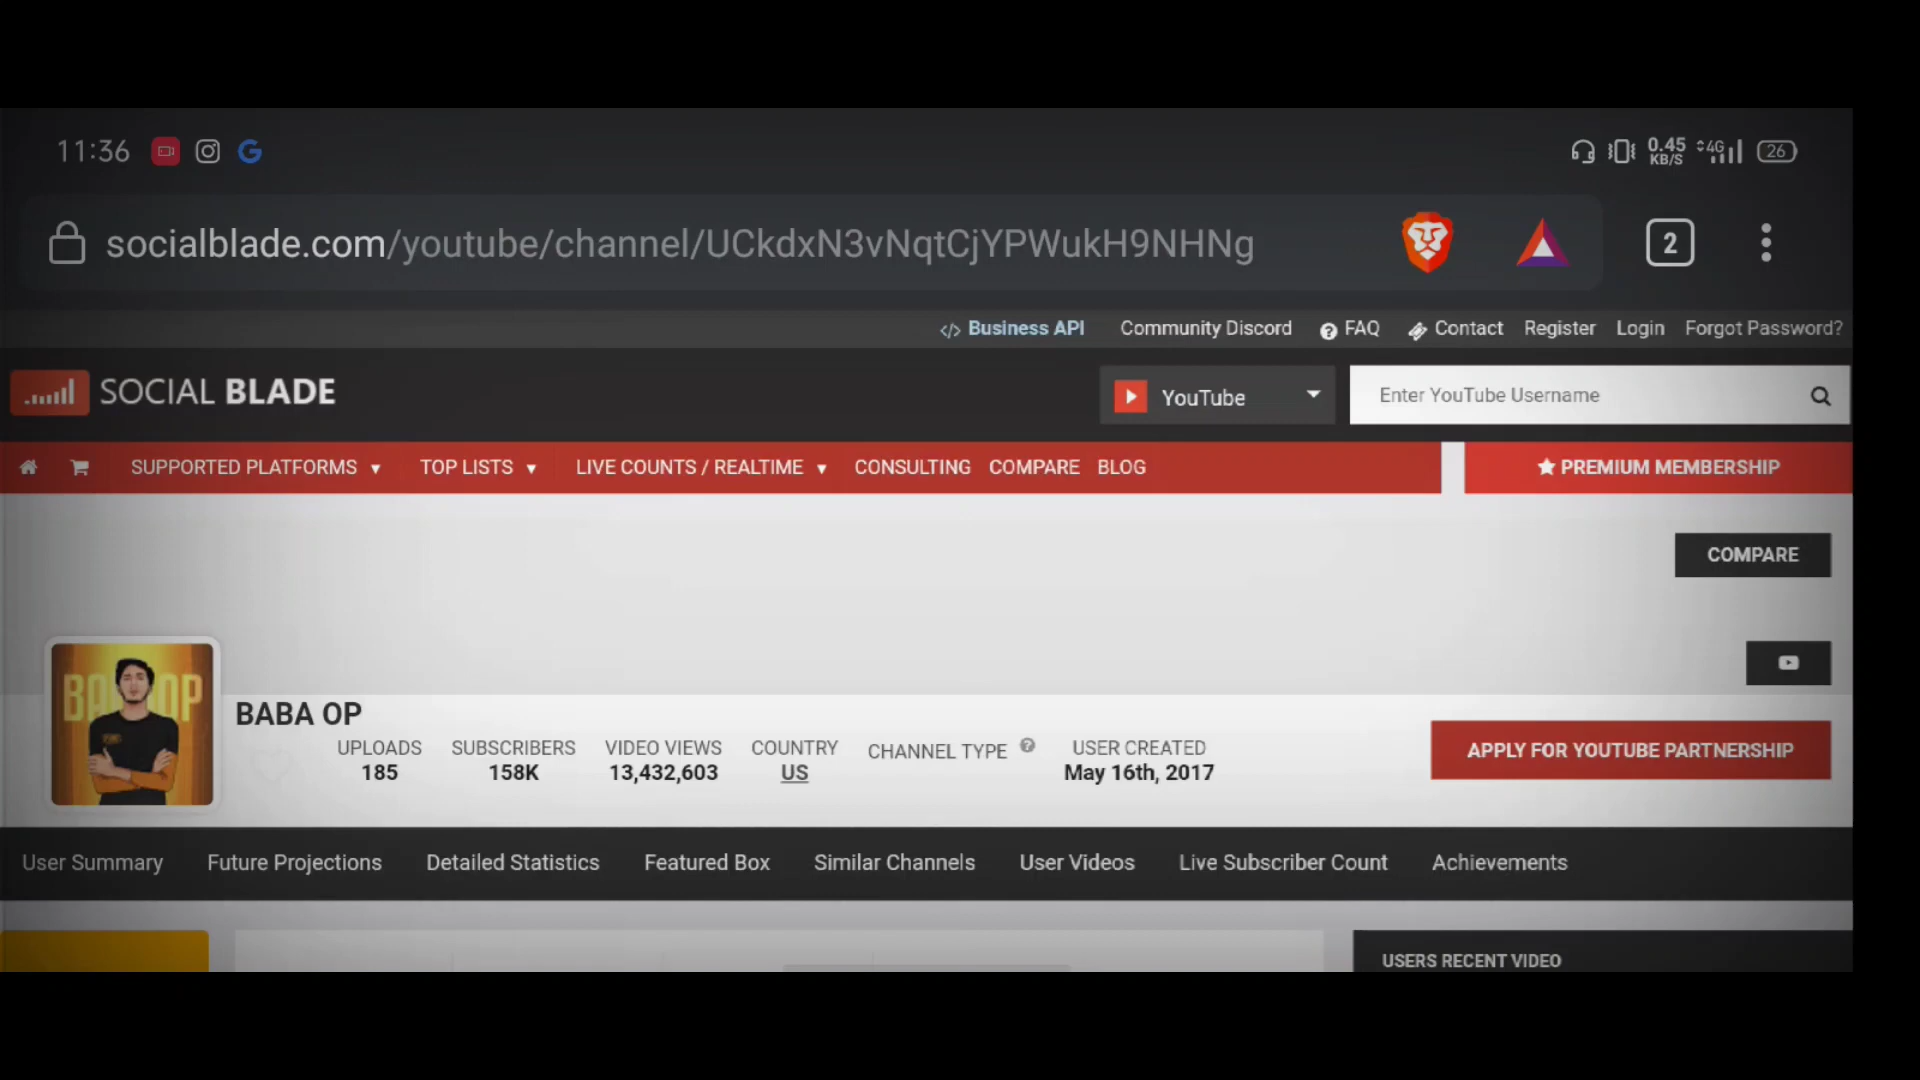 11:36 0.45 KB/S 4G 26
socialblade.com/youtube/channel/UCkdxN3vNqtCjYPWukH9NHNg 2
</> Business API Community Discord FAQ Contact Register Login Forgot Password?
SOCIAL BLADE YouTube Enter YouTube Username
SUPPORTED PLATFORMS TOP LISTS LIVE COUNTS / REALTIME CONSULTING COMPARE BLOG PREMIUM MEMBERSHIP
COMPARE
BA OP
BABA OP
UPLOADS SUBSCRIBERS VIDEO VIEWS COUNTRY CHANNEL TYPE USER CREATED
185 158K 13,432,603 US May 16th, 2017
APPLY FOR YOUTUBE PARTNERSHIP
User Summary Future Projections Detailed Statistics Featured Box Similar Channels User Videos Live Subscriber Count Achievements
USERS RECENT VIDEO